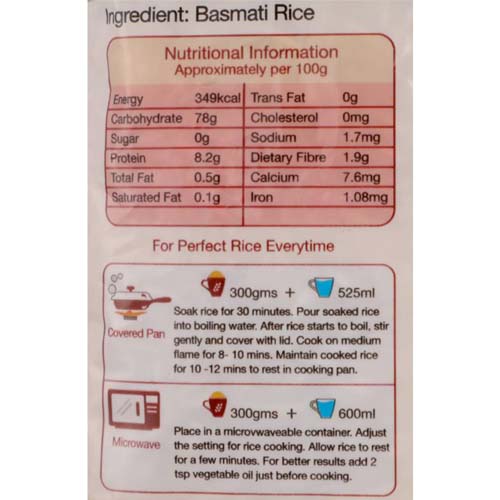 Ingredient: Basmati Rice
Nutritional Information
Approximately per 100g
Energy 349kcal Trans Fat 0g
Carbohydrate 78g Cholesterol 0mg
Sugar 0g Sodium 1.7mg
Protein 8.2g Dietary Fibre 1.9g
Total Fat 0.5g Calcium 7.6mg
Saturated Fat 0.1g Iron 1.08mg
For Perfect Rice Everytime
300gms + 525ml
Covered Pan
Soak rice for 30 minutes. Pour soaked rice
into boiling water. After rice starts to boil, stir
gently and cover with lid. Cook on medium
flame for 8- 10 mins. Maintain cooked rice
for 10 -12 mins to rest in cooking pan.
300gms + 600ml
Microwave
Place in a microvwaveable container. Adjust
the setting for rice cooking. Allow rice to rest
for a few minutes. For better results add 2
tsp vegetable oil just before cooking.